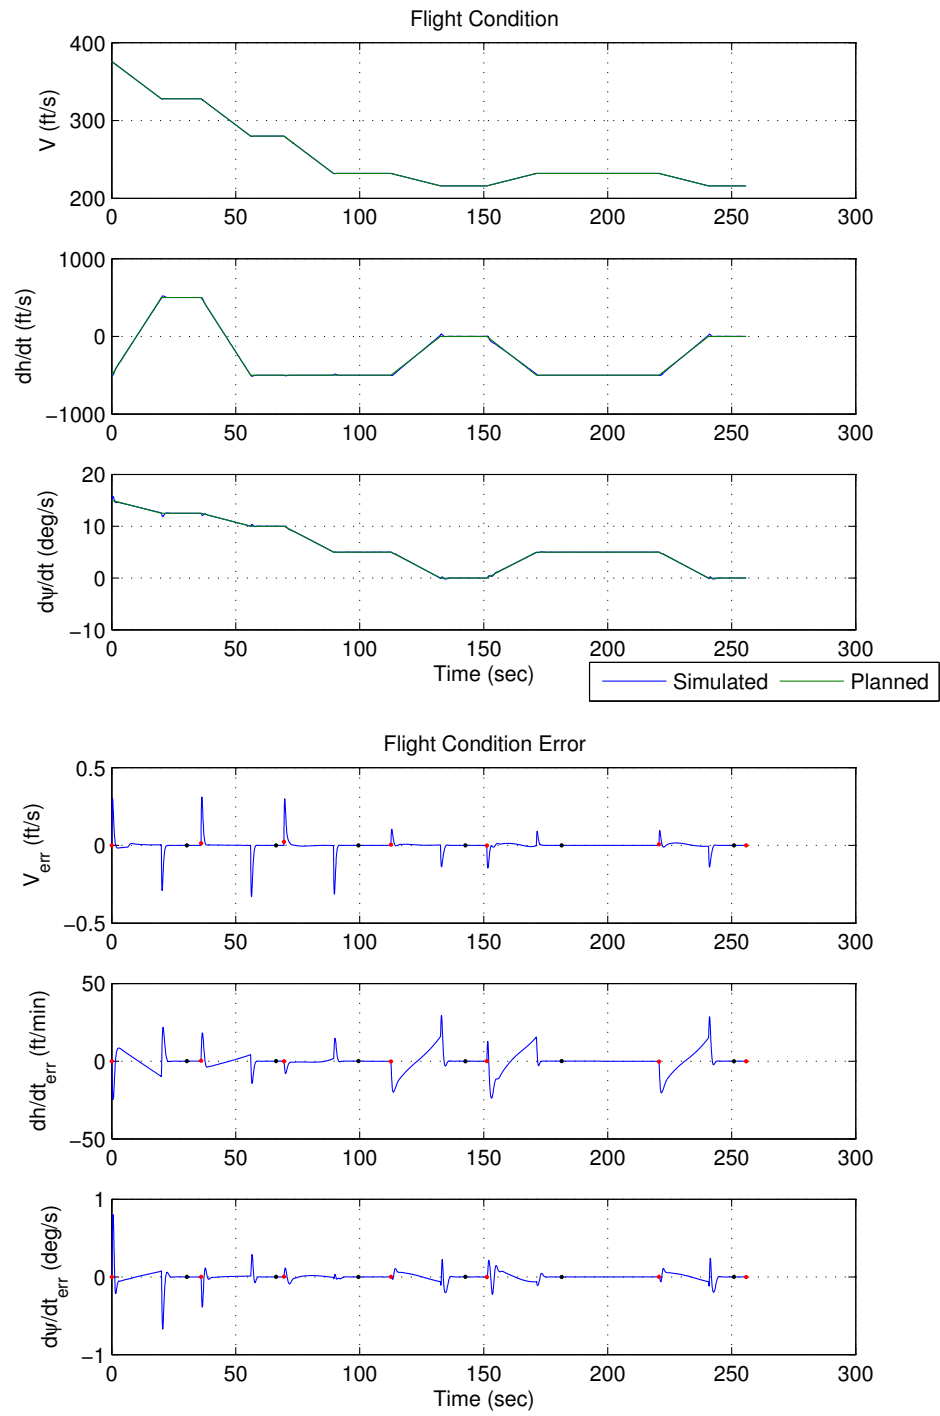 Flight Condition
400
300
200
V (ft/s)
0 50 100 150 200 250 300
1000
0
−1000
dh/dt (ft/s)
0 50 100 150 200 250 300
20
10
0
−10
dψ/dt (deg/s)
0 50 100 150 200 250 300
Time (sec)
Simulated Planned
Flight Condition Error
0.5
0
−0.5
V_err (ft/s)
0 50 100 150 200 250 300
50
0
−50
dh/dt_err (ft/min)
0 50 100 150 200 250 300
1
0
−1
dψ/dt_err (deg/s)
0 50 100 150 200 250 300
Time (sec)